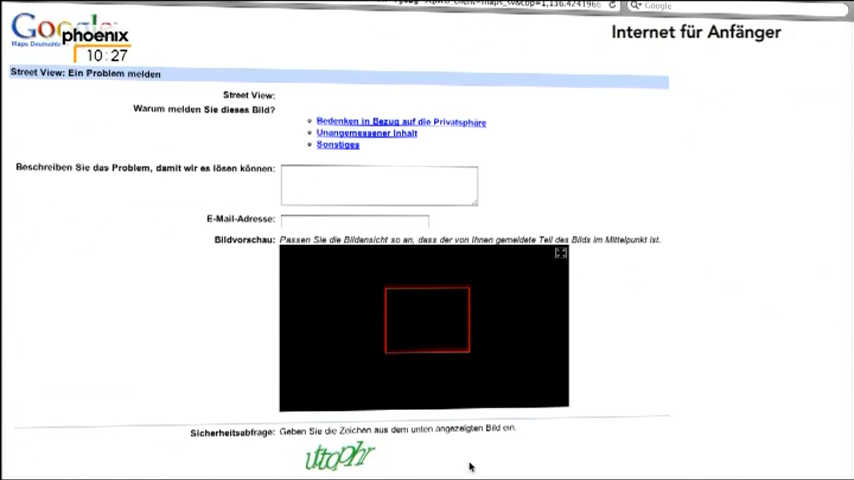 Google
Internet für Anfänger
Google
Maps Deutschland
phoenix
10:27
Street View: Ein Problem melden
Street View:
Warum melden Sie dieses Bild?
Bedenken in Bezug auf die Privatsphäre
Unangemessener Inhalt
Sonstiges
Beschreiben Sie das Problem, damit wir es lösen können:
E-Mail-Adresse:
Bildvorschau: Passen Sie die Bildansicht so an, dass der von Ihnen gemeldete Teil des Bilds im Mittelpunkt ist.
Sicherheitsabfrage: Geben Sie die Zeichen aus dem unten angezeigten Bild ein.